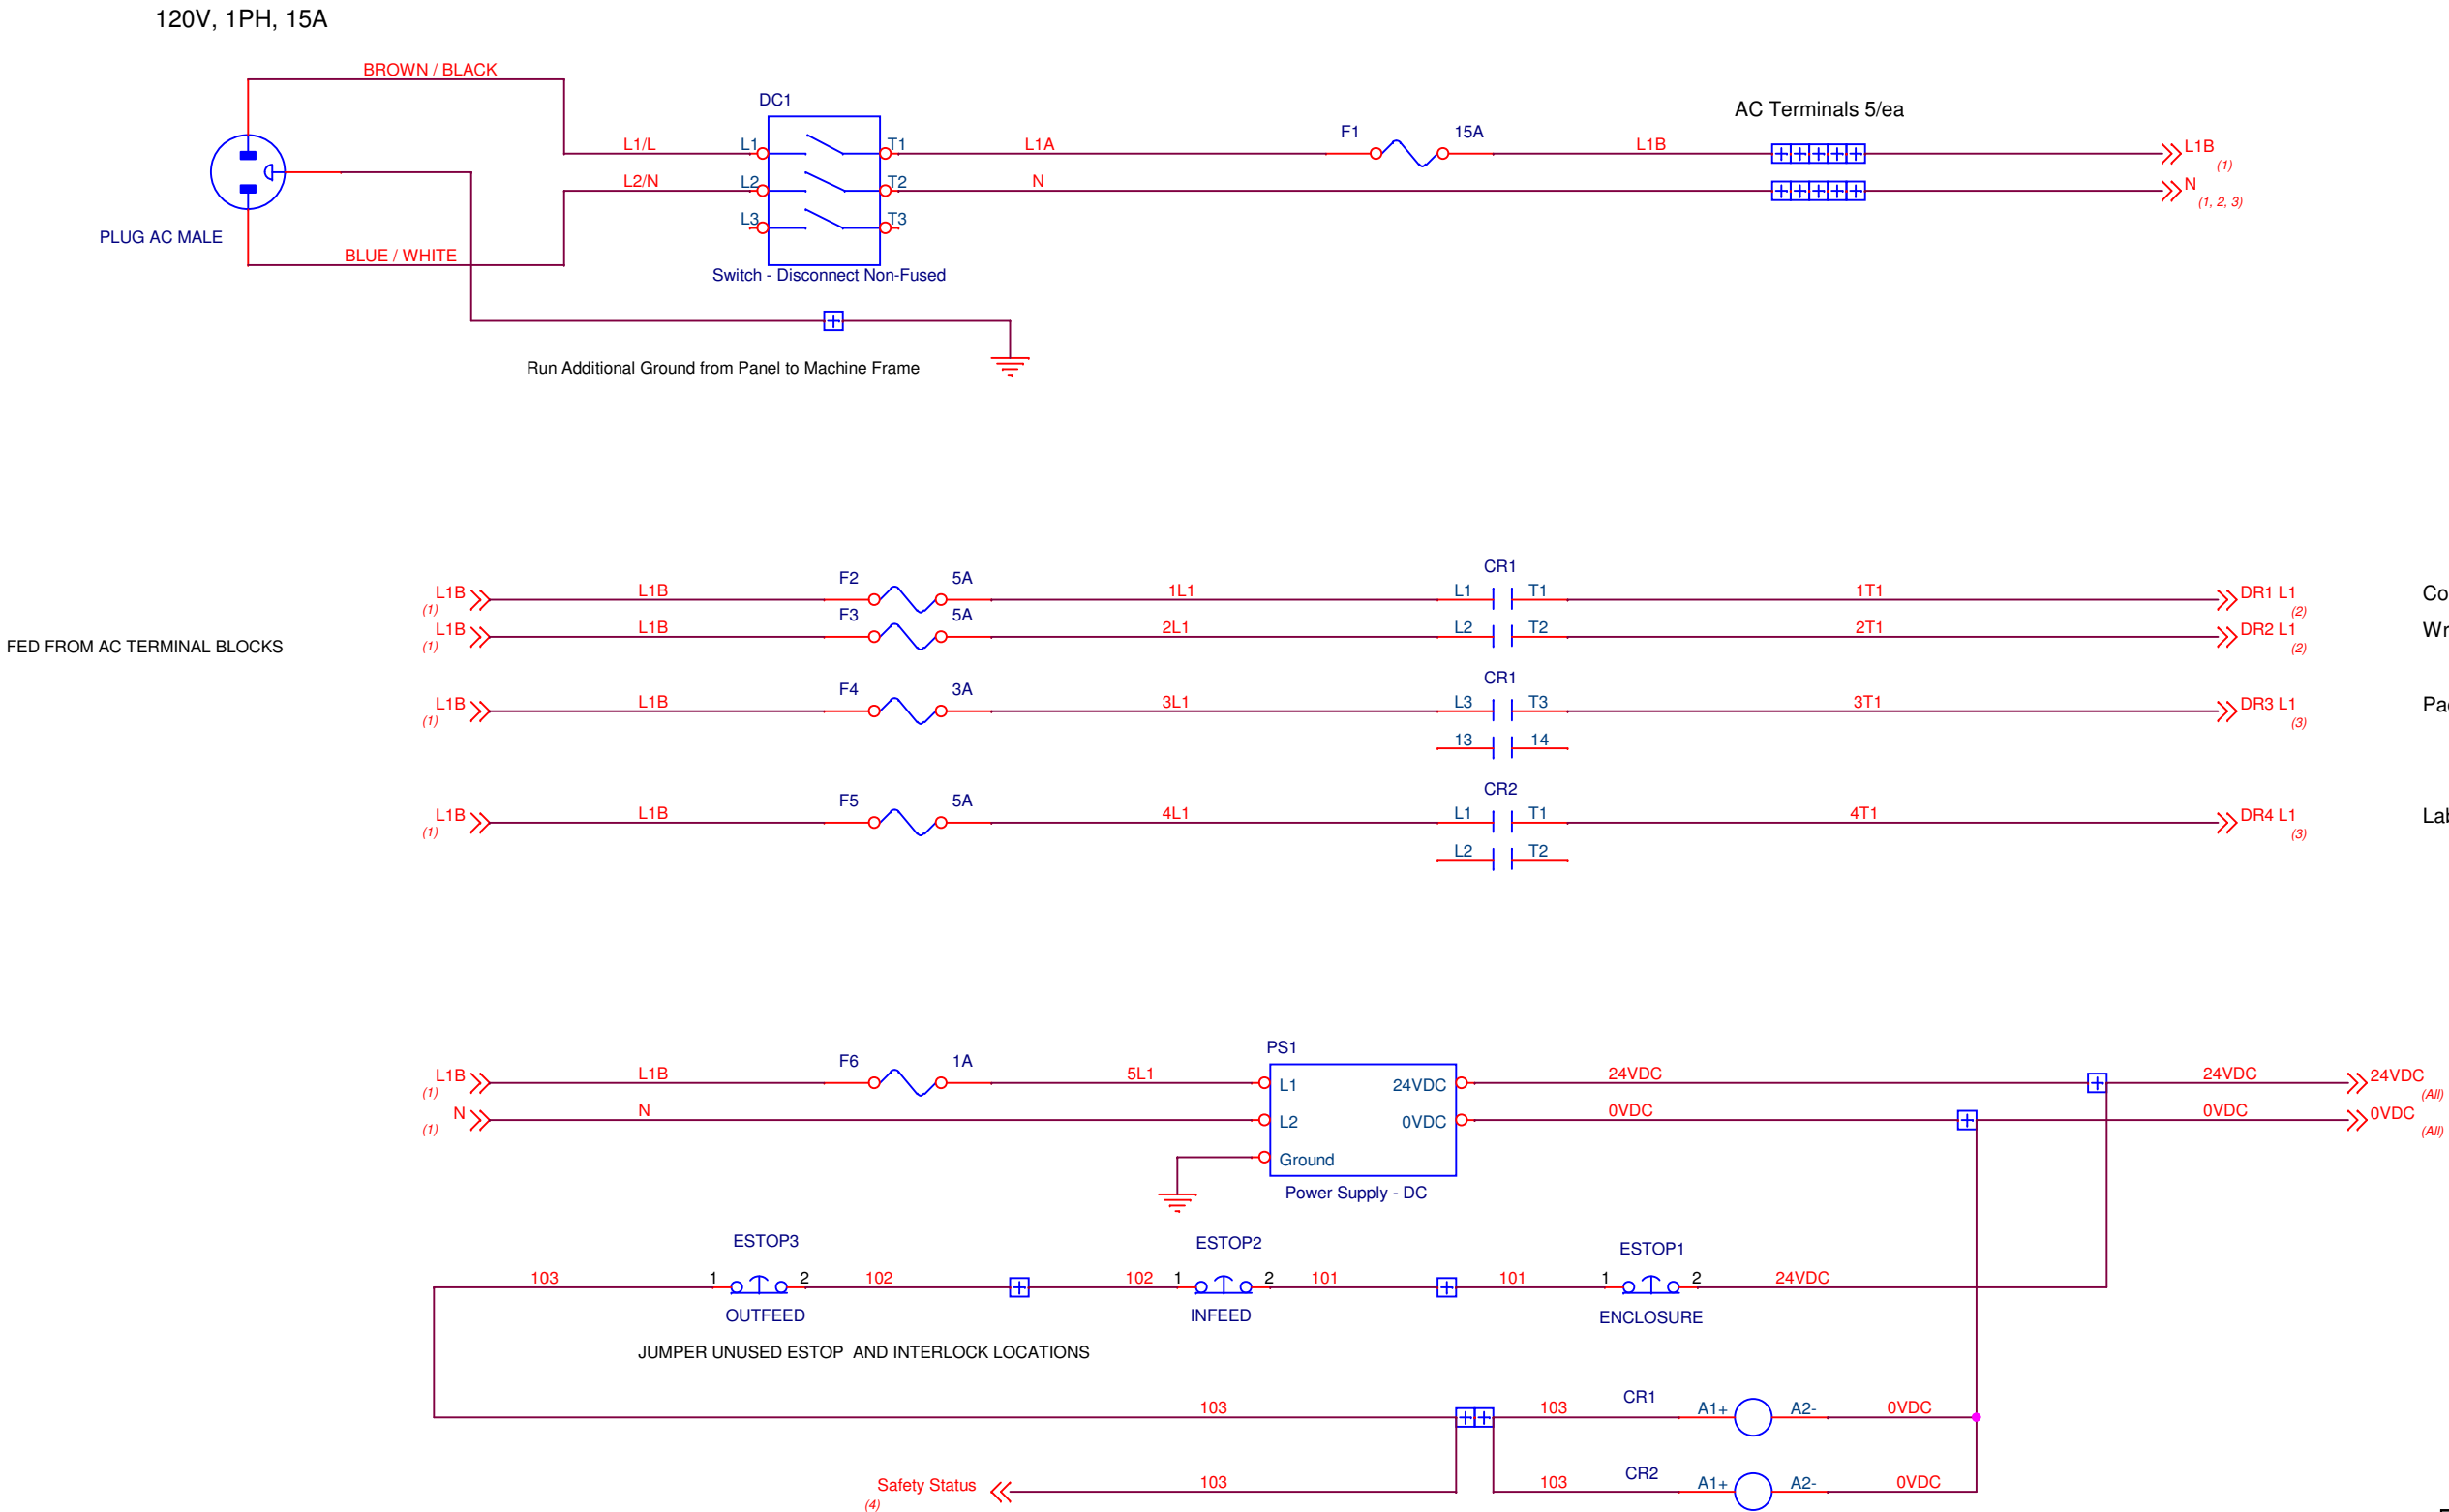 120V, 1PH, 15A
BROWN / BLACK
DC1
AC Terminals 5/ea
L1/L L1 T1 L1A F1 15A L1B L1B
(1)
L2/N L2 T2 N N
(1, 2, 3)
L3 T3
PLUG AC MALE
BLUE / WHITE
Switch - Disconnect Non-Fused
Run Additional Ground from Panel to Machine Frame
CR1
L1B L1B F2 5A 1L1 L1 T1 1T1 DR1 L1
(1) (2)
L1B L1B F3 5A 2L1 L2 T2 2T1 DR2 L1
(1) (2)
FED FROM AC TERMINAL BLOCKS
CR1
L1B L1B F4 3A 3L1 L3 T3 3T1 DR3 L1
(1) (3)
13 14
CR2
L1B L1B F5 5A 4L1 L1 T1 4T1 DR4 L1
(1) (3)
L2 T2
PS1
L1B L1B F6 1A 5L1 L1 24VDC 24VDC 24VDC 24VDC
(1) (All)
N N L2 0VDC 0VDC 0VDC 0VDC
(1) (All)
Ground
Power Supply - DC
ESTOP3 ESTOP2 ESTOP1
103 1 2 102 102 1 2 101 101 1 2 24VDC
OUTFEED INFEED ENCLOSURE
JUMPER UNUSED ESTOP AND INTERLOCK LOCATIONS
103 103 CR1 A1+ A2- 0VDC
Safety Status 103 103 CR2 A1+ A2- 0VDC
(4)